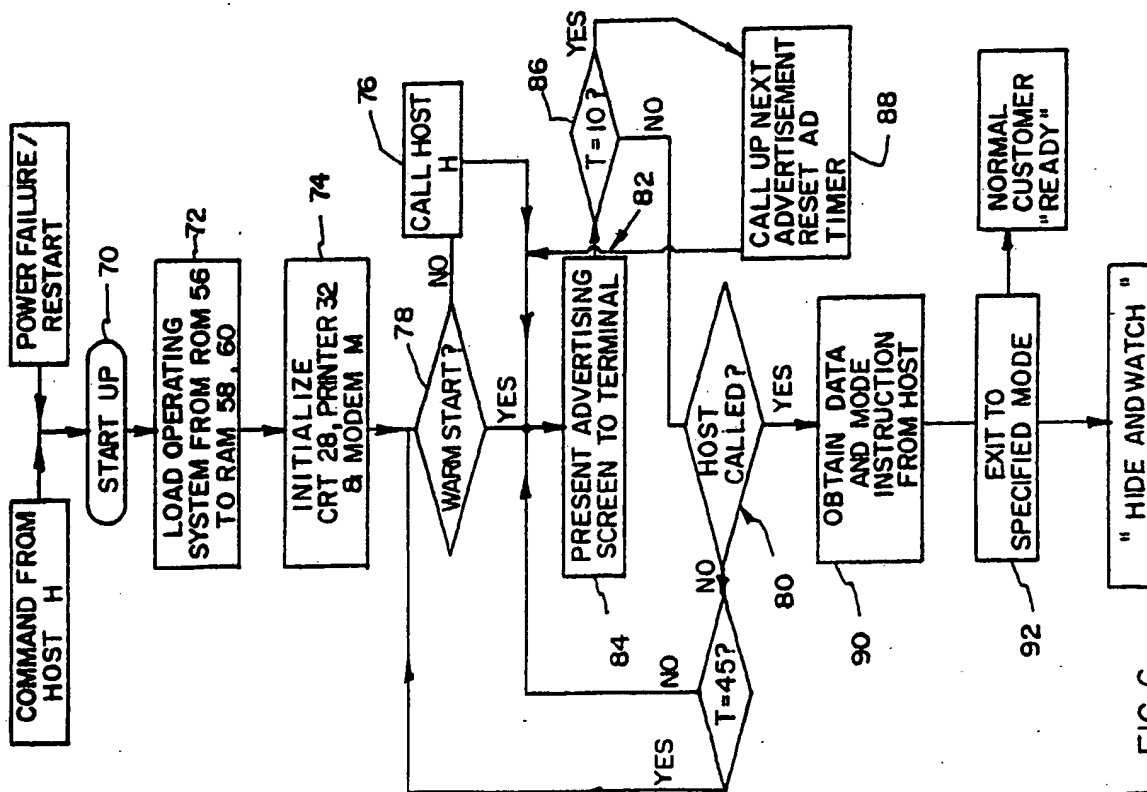 COMMAND FROM
HOST H
POWER FAILURE/
RESTART
START UP
70
LOAD OPERATING
SYSTEM FROM ROM 56
TO RAM 58, 60
72
INITIALIZE
CRT 28, PRINTER 32
& MODEM M
74
WARM START?
78
NO
YES
CALL HOST
H
76
PRESENT ADVERTISING
SCREEN TO TERMINAL
84
82
T=10?
86
YES
NO
CALL UP NEXT
ADVERTISEMENT
RESET AD
TIMER
88
HOST
CALLED?
80
NO
YES
T=45?
NO
YES
OBTAIN DATA
AND MODE
INSTRUCTION
FROM HOST
90
EXIT TO
SPECIFIED MODE
92
NORMAL
CUSTOMER
"READY"
" HIDE ANDWATCH "